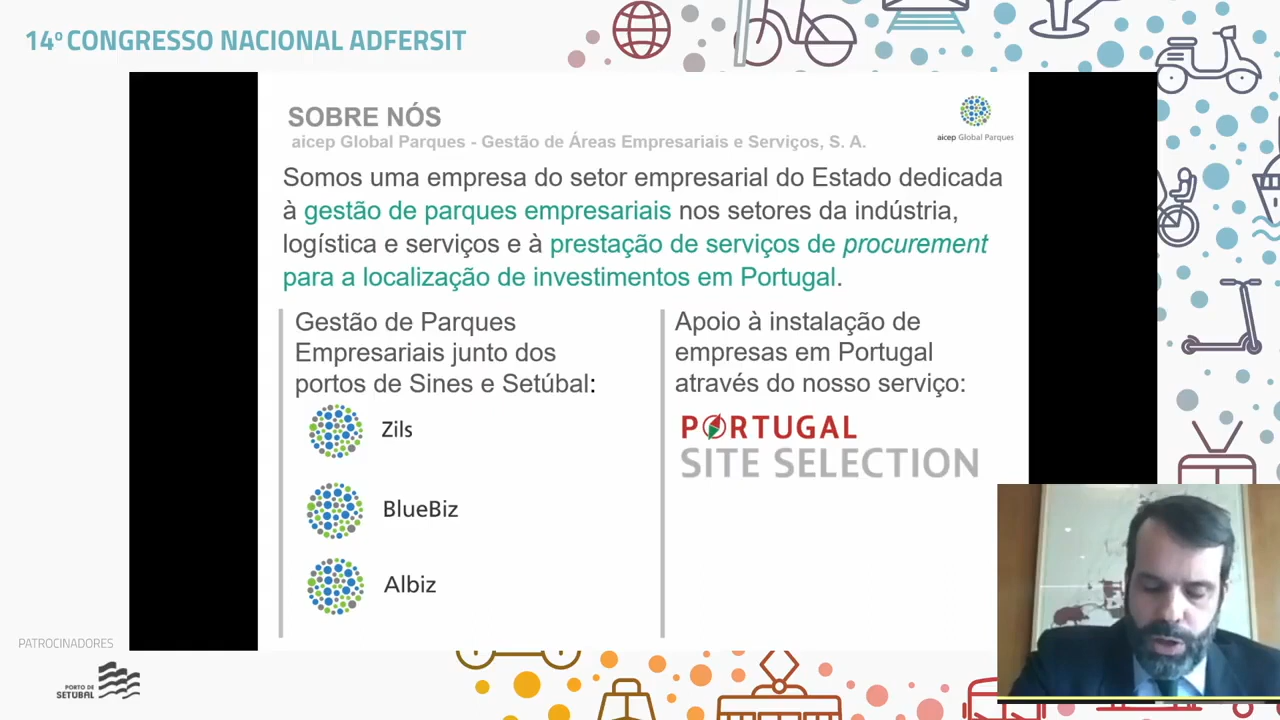 14º CONGRESSO NACIONAL ADFERSIT
SOBRE NÓS
aicep Global Parques - Gestão de Áreas Empresariais e Serviços, S. A.
aicep Global Parques
Somos uma empresa do setor empresarial do Estado dedicada
à gestão de parques empresariais nos setores da indústria,
logística e serviços e à prestação de serviços de procurement
para a localização de investimentos em Portugal.
Gestão de Parques
Empresariais junto dos
portos de Sines e Setúbal:
Zils
BlueBiz
Albiz
Apoio à instalação de
empresas em Portugal
através do nosso serviço:
PORTUGAL
SITE SELECTION
PATROCINADORES
PORTO DE
SETÚBAL